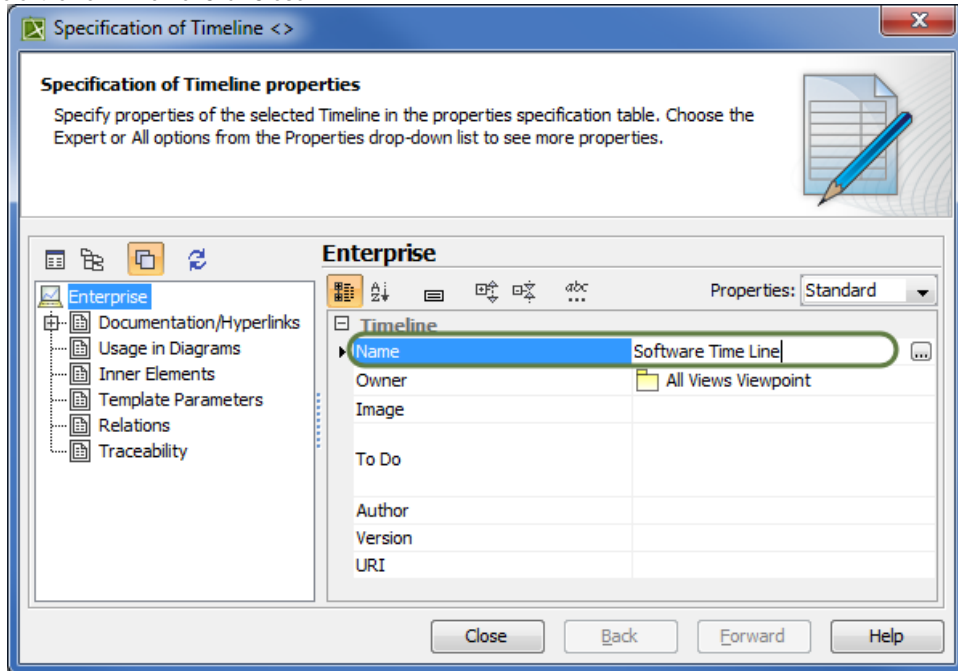 Specification of Timeline <>
Specification of Timeline properties
Specify properties of the selected Timeline in the properties specification table. Choose the
Expert or All options from the Properties drop-down list to see more properties.
Enterprise
Properties: Standard
Enterprise
Documentation/Hyperlinks
Usage in Diagrams
Inner Elements
Template Parameters
Relations
Traceability
Timeline
Name Software Time Line
Owner All Views Viewpoint
Image
To Do
Author
Version
URI
Close Back Forward Help